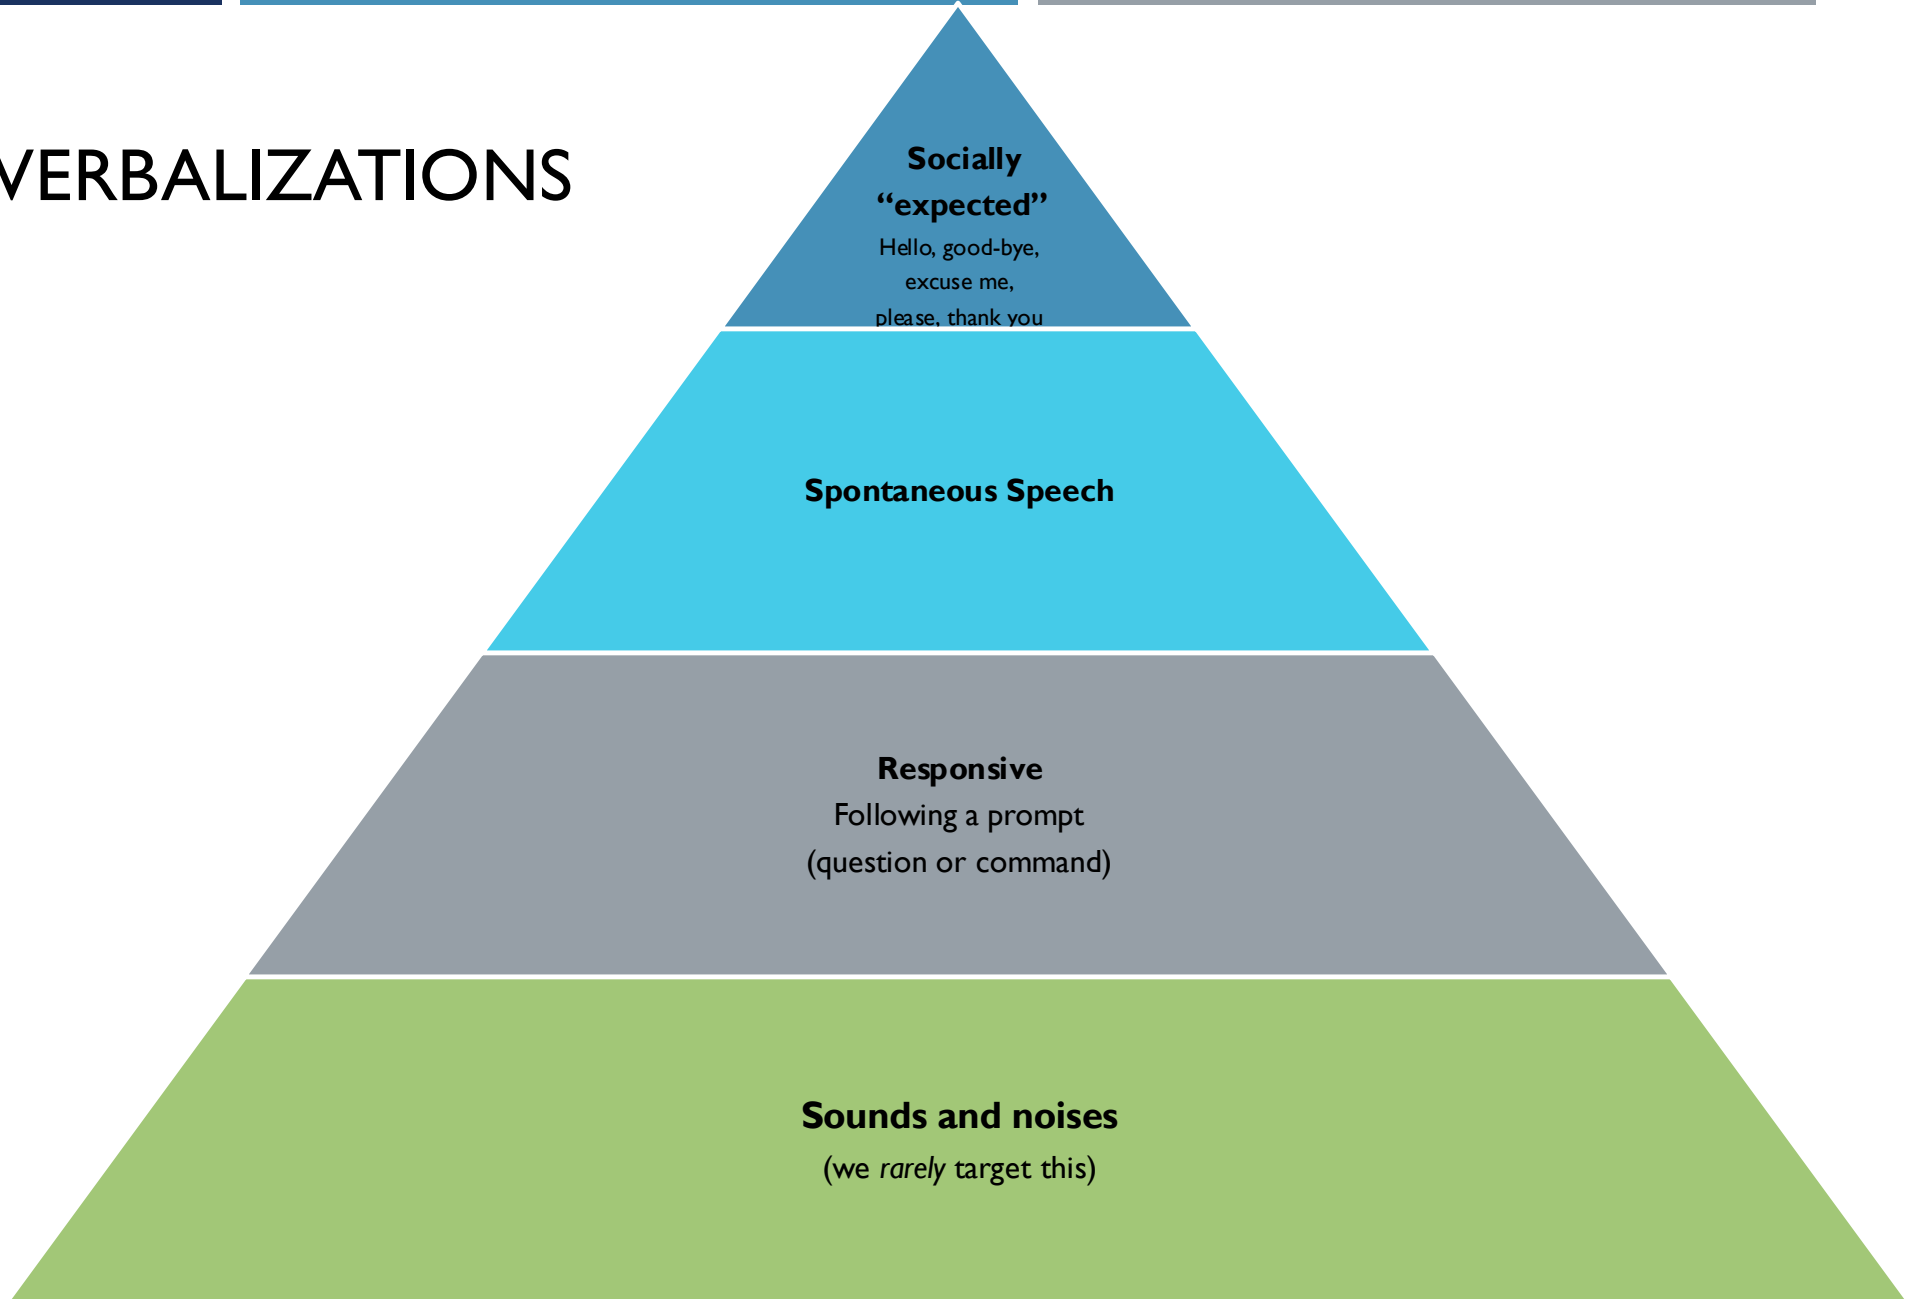 VERBALIZATIONS
Socially
“expected”
Hello, good-bye,
excuse me,
please, thank you
Spontaneous Speech
Responsive
Following a prompt
(question or command)
Sounds and noises
(we rarely target this)